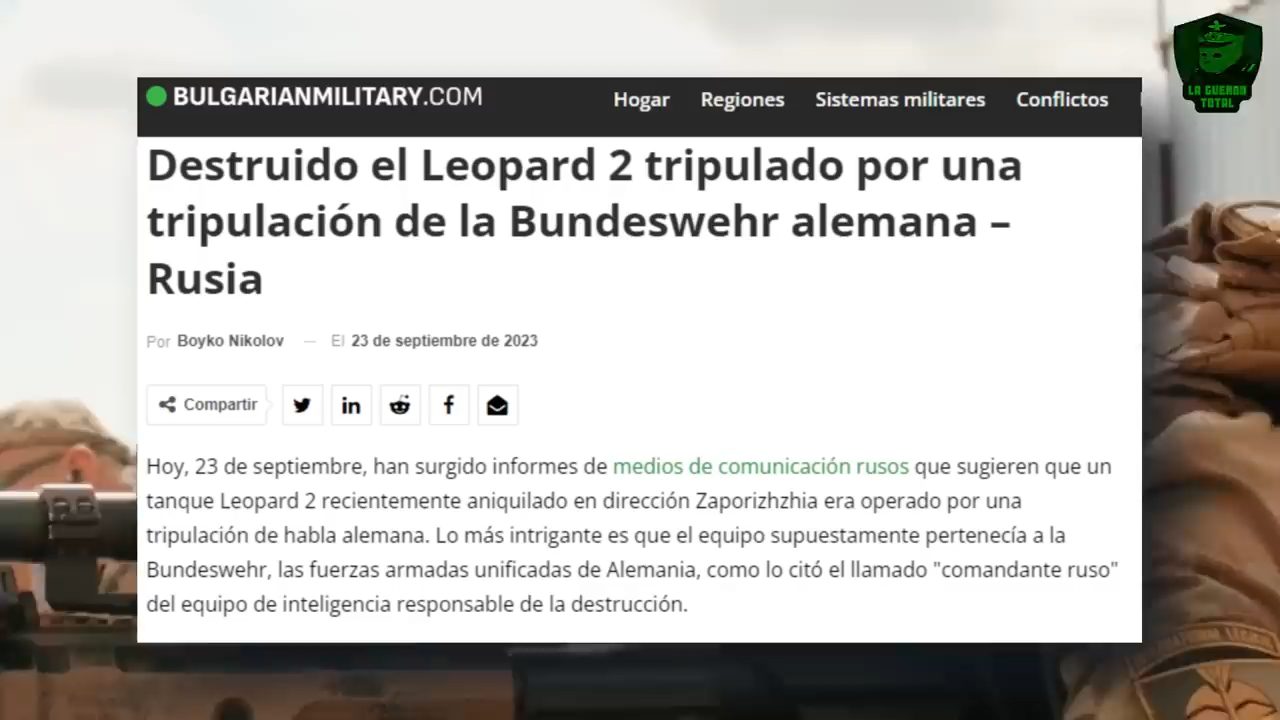 BULGARIANMILITARY.COM
Hogar Regiones Sistemas militares Conflictos
LA GUERRA
TOTAL
Destruido el Leopard 2 tripulado por una
tripulación de la Bundeswehr alemana –
Rusia
Por Boyko Nikolov — El 23 de septiembre de 2023
Compartir
Hoy, 23 de septiembre, han surgido informes de medios de comunicación rusos que sugieren que un
tanque Leopard 2 recientemente aniquilado en dirección Zaporizhzhia era operado por una
tripulación de habla alemana. Lo más intrigante es que el equipo supuestamente pertenecía a la
Bundeswehr, las fuerzas armadas unificadas de Alemania, como lo citó el llamado "comandante ruso"
del equipo de inteligencia responsable de la destrucción.